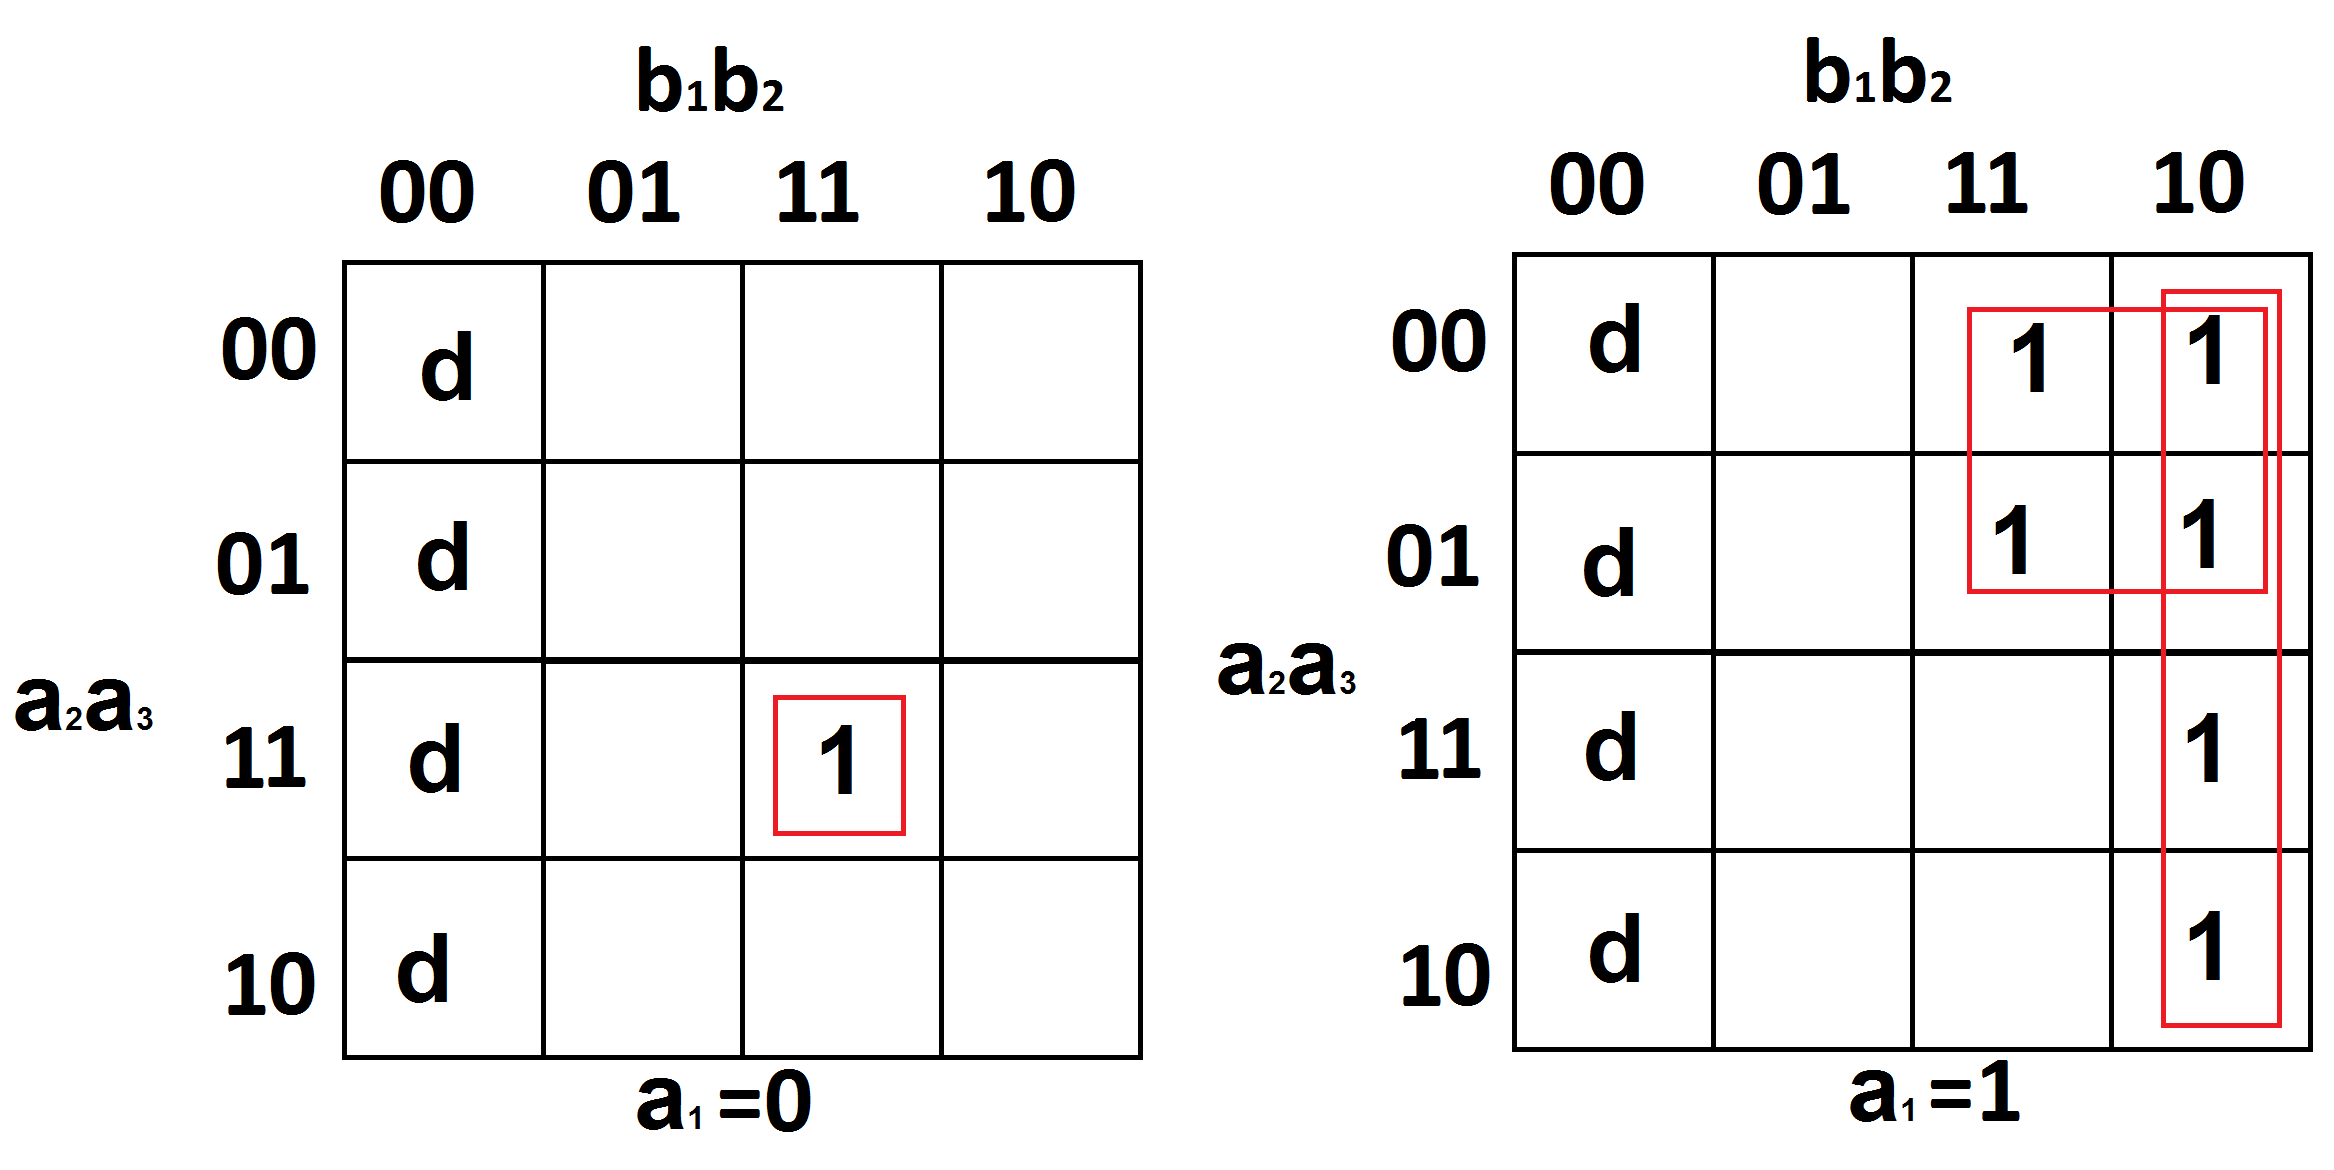 b₁b₂
00 01 11 10
00 d
01 d
a₂a₃
11 d 1
10 d
a₁ =0
b₁b₂
00 01 11 10
00 d 1 1
01 d 1 1
a₂a₃
11 d 1
10 d 1
a₁ =1